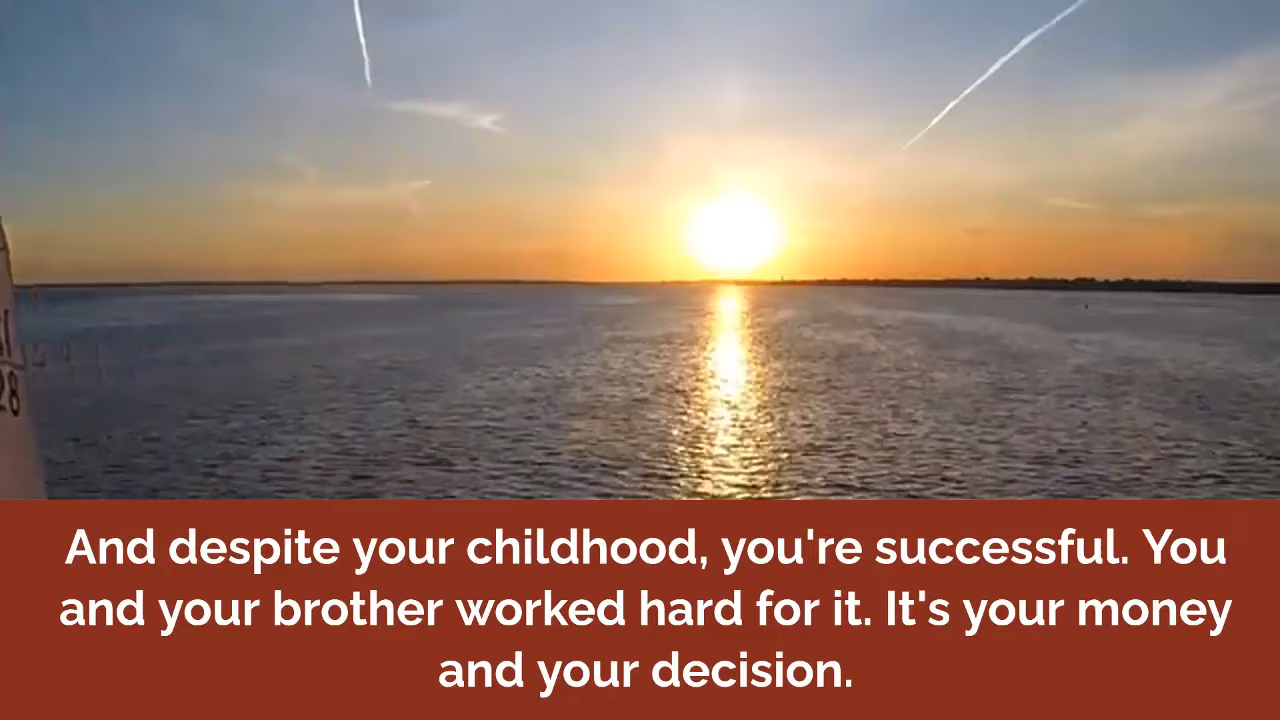 28
And despite your childhood, you're successful. You
and your brother worked hard for it. It's your money
and your decision.